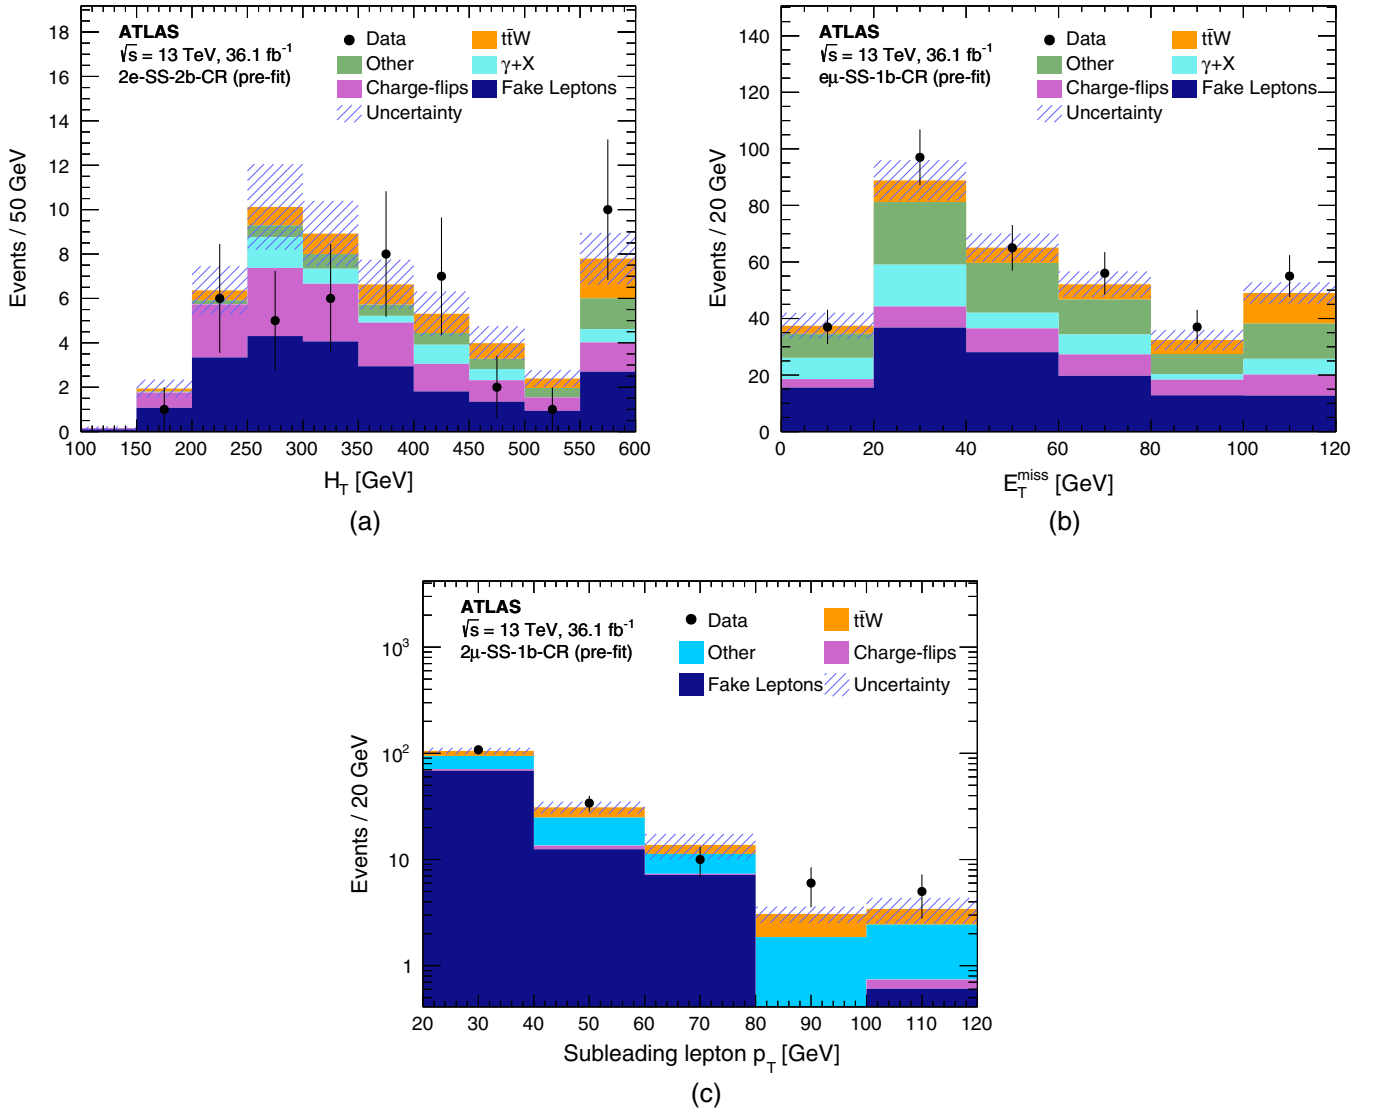 ATLAS
√s = 13 TeV, 36.1 fb⁻¹
2e-SS-2b-CR (pre-fit)
Data
tt̄W
Other
γ+X
Charge-flips
Fake Leptons
Uncertainty
Events / 50 GeV
18
16
14
12
10
8
6
4
2
0
100 150 200 250 300 350 400 450 500 550 600
H_T [GeV]
(a)
ATLAS
√s = 13 TeV, 36.1 fb⁻¹
eμ-SS-1b-CR (pre-fit)
Data
tt̄W
Other
γ+X
Charge-flips
Fake Leptons
Uncertainty
Events / 20 GeV
140
120
100
80
60
40
20
0
0 20 40 60 80 100 120
E_T^miss [GeV]
(b)
ATLAS
√s = 13 TeV, 36.1 fb⁻¹
2μ-SS-1b-CR (pre-fit)
Data
tt̄W
Other
Charge-flips
Fake Leptons
Uncertainty
Events / 20 GeV
10³
10²
10
1
20 30 40 50 60 70 80 90 100 110 120
Subleading lepton p_T [GeV]
(c)